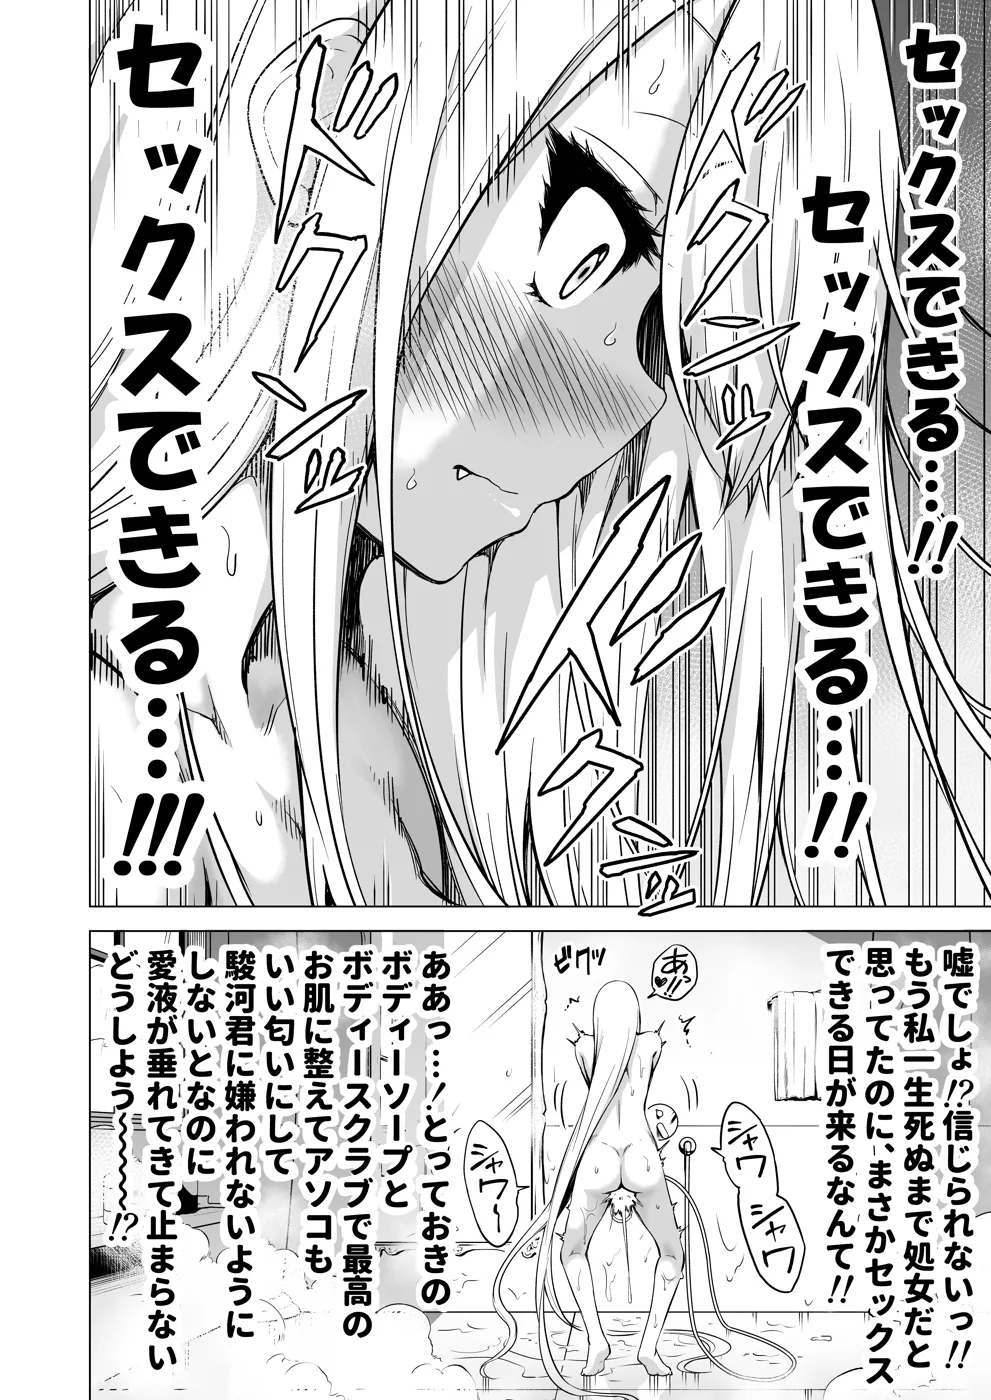 セックスできる…!!
セックスできる…!!
セックスできる…!!!
ドクンッ
ドクンッ
ドクンッ
嘘でしょ!?信じられないっ!!
もう私一生死ぬまで処女だと
思ってたのに、まさかセックス
できる日が来るなんて!!
あっ♥!!
ビクッ
シャワ
シャワ〜
ああっ…!とっておきの
ボディーソープと
ボディースクラブで最高の
お肌に整えてアソコも
いい匂いにして
駿河君に嫌われないように
しないとなのに
愛液が垂れてきて止まらない
どうしよう〜〜〜!?